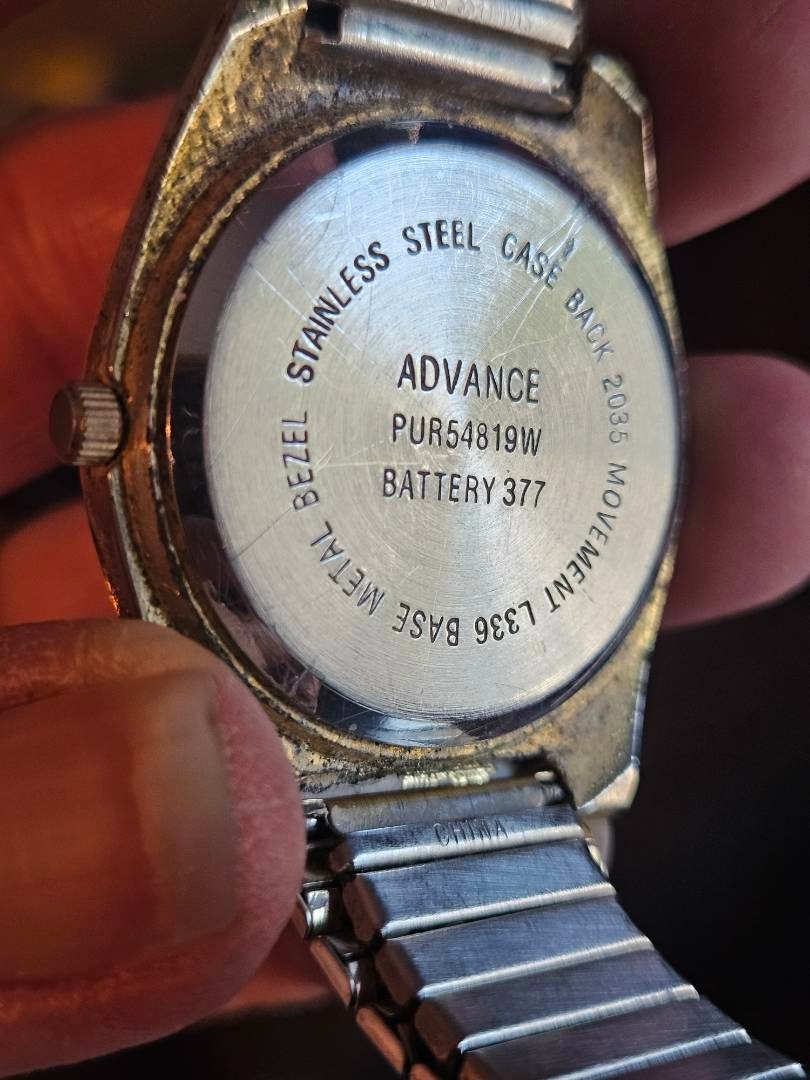 STAINLESS STEEL CASE BACK 2035 MOVEMENT L336 BASE METAL BEZEL
ADVANCE
PUR54819W
BATTERY 377
CHINA